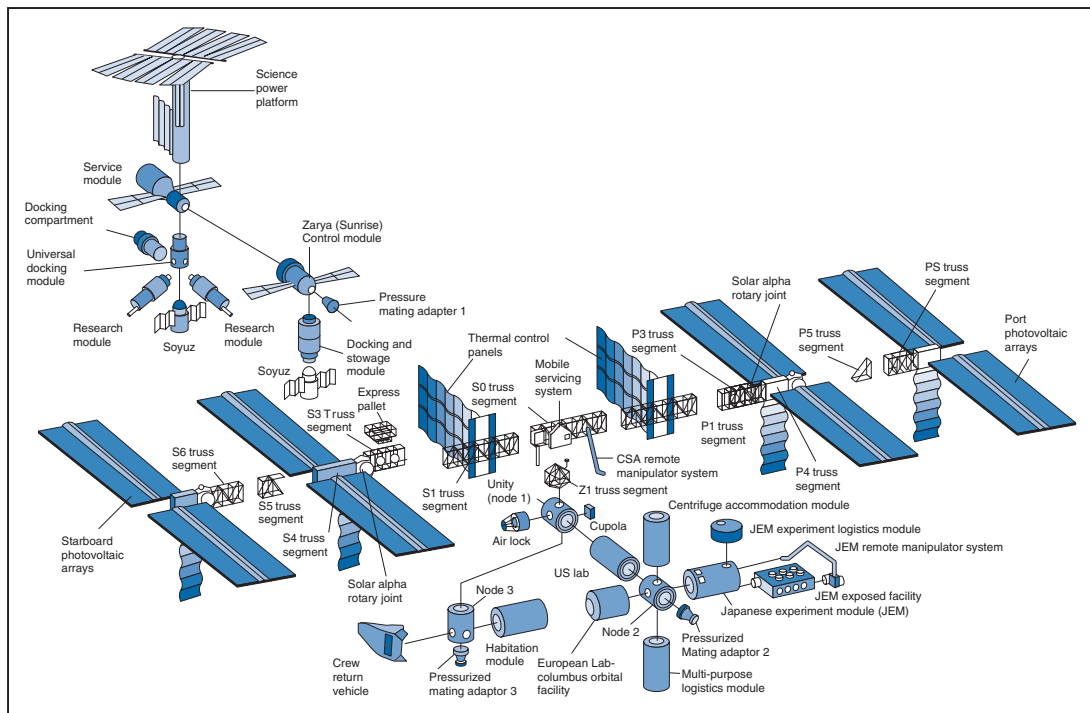 Science
power
platform
Service
module
Docking
compartment
Universal
docking
module
Research
module
Soyuz
Research
module
Zarya (Sunrise)
Control module
Pressure
mating adapter 1
Docking and
stowage
module
Soyuz
Express
pallet
S3 Truss
segment
Thermal control
panels
S0 truss
segment
Mobile
servicing
system
P3 truss
segment
Solar alpha
rotary joint
PS truss
segment
P5 truss
segment
Port
photovoltaic
arrays
P1 truss
segment
P4 truss
segment
CSA remote
manipulator system
S6 truss
segment
S5 truss
segment
S4 truss
segment
Starboard
photovoltaic
arrays
Solar alpha
rotary joint
S1 truss
segment
Unity
(node 1)
Z1 truss segment
Cupola
Air lock
Centrifuge accommodation module
JEM experiment logistics module
JEM remote manipulator system
US lab
JEM exposed facility
Japanese experiment module (JEM)
Node 3
Node 2
Crew
return
vehicle
Pressurized
mating adaptor 3
Habitation
module
European Lab-
columbus orbital
facility
Pressurized
Mating adaptor 2
Multi-purpose
logistics module